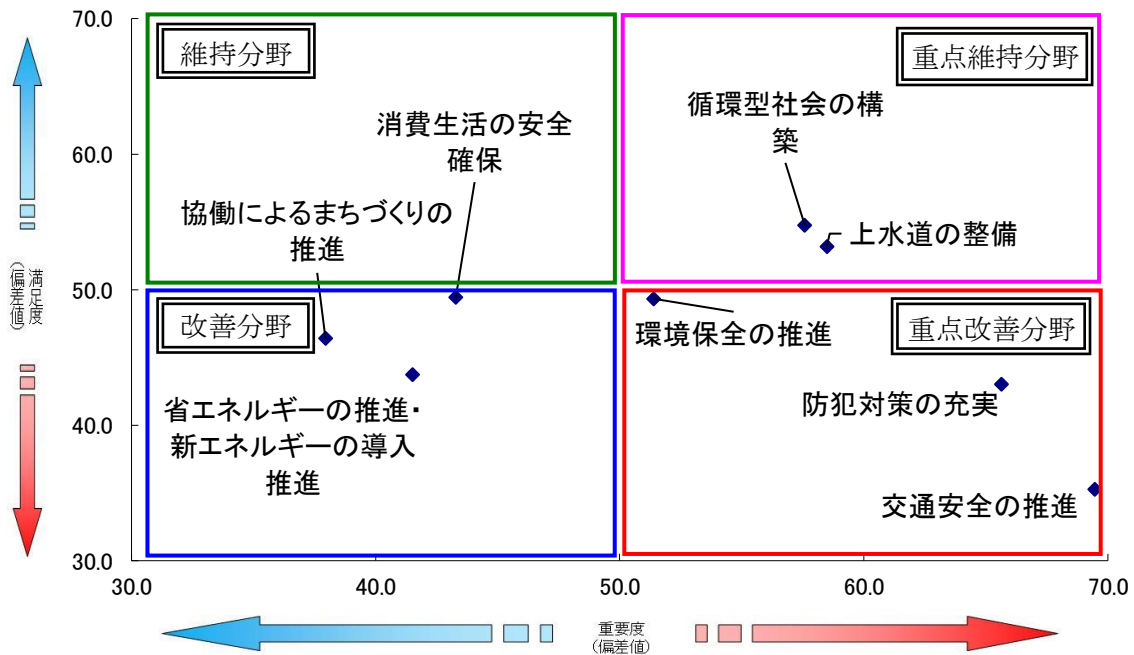 70.0
維持分野
重点維持分野
循環型社会の構
築
消費生活の安全
確保
60.0
協働によるまちづくりの
推進
上水道の整備
満足度
(偏差値)
50.0
改善分野
環境保全の推進
重点改善分野
省エネルギーの推進・
新エネルギーの導入
推進
防犯対策の充実
40.0
交通安全の推進
30.0
30.0 40.0 50.0 60.0 70.0
重要度
(偏差値)